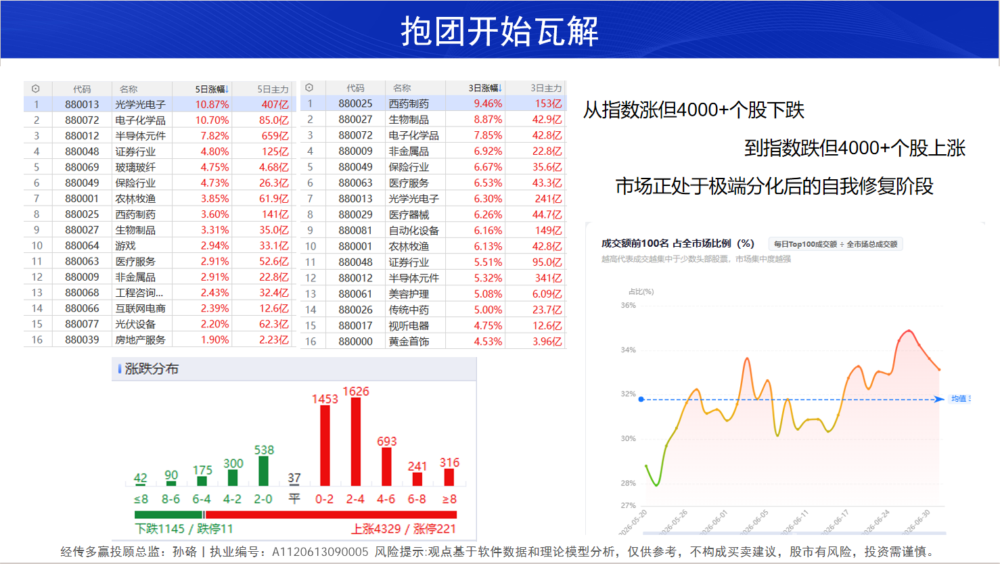 抱团开始瓦解
代码 名称 5日涨幅↓ 5日主力
1 880013 光学光电子 10.87% 407亿
2 880072 电子化学品 10.70% 85.0亿
3 880012 半导体元件 7.82% 659亿
4 880048 证券行业 4.80% 125亿
5 880069 玻璃玻纤 4.75% 4.68亿
6 880049 保险行业 4.73% 26.3亿
7 880001 农林牧渔 3.85% 61.9亿
8 880025 西药制药 3.60% 141亿
9 880027 生物制品 3.31% 35.0亿
10 880064 游戏 2.94% 33.1亿
11 880063 医疗服务 2.91% 52.6亿
12 880009 非金属品 2.91% 22.8亿
13 880068 工程咨询... 2.43% 32.4亿
14 880066 互联网电商 2.39% 12.6亿
15 880077 光伏设备 2.20% 62.3亿
16 880039 房地产服务 1.90% 2.23亿
代码 名称 3日涨幅↓ 3日主力
1 880025 西药制药 9.46% 153亿
2 880027 生物制品 8.87% 42.9亿
3 880072 电子化学品 7.85% 42.8亿
4 880009 非金属品 6.92% 22.8亿
5 880049 保险行业 6.67% 35.6亿
6 880063 医疗服务 6.53% 43.3亿
7 880013 光学光电子 6.30% 241亿
8 880029 医疗器械 6.26% 44.7亿
9 880081 自动化设备 6.16% 149亿
10 880001 农林牧渔 6.13% 42.8亿
11 880048 证券行业 5.51% 95.0亿
12 880012 半导体元件 5.32% 341亿
13 880061 美容护理 5.08% 6.09亿
14 880026 传统中药 5.00% 23.7亿
15 880017 视听电器 4.75% 12.6亿
16 880000 黄金首饰 4.53% 3.96亿
从指数涨但4000+个股下跌
到指数跌但4000+个股上涨
市场正处于极端分化后的自我修复阶段
涨跌分布
42 90 175 300 538 37 1453 1626 693 241 316
≤8 8-6 6-4 4-2 2-0 平 0-2 2-4 4-6 6-8 ≥8
下跌1145 / 跌停11 上涨4329 / 涨停221
成交额前100名 占全市场比例（%） 每日Top100成交额 ÷ 全市场总成交额
越高代表成交越集中于少数头部股票，市场集中度越强
占比(%)
36%
34%
32%
均值 3
30%
28%
27%
2026-05-20 2026-05-26 2026-06-01 2026-06-05 2026-06-11 2026-06-17 2026-06-24 2026-06-30
经传多赢投顾总监：孙硌丨执业编号：A1120613090005 风险提示:观点基于软件数据和理论模型分析，仅供参考，不构成买卖建议，股市有风险，投资需谨慎。